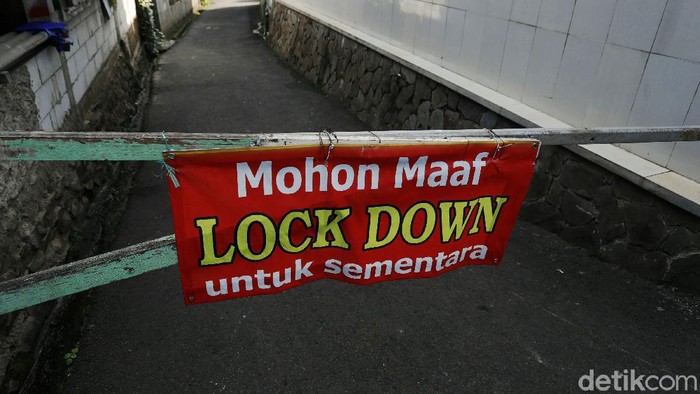 Mohon Maaf
LOCK DOWN
untuk sementara
detikcom